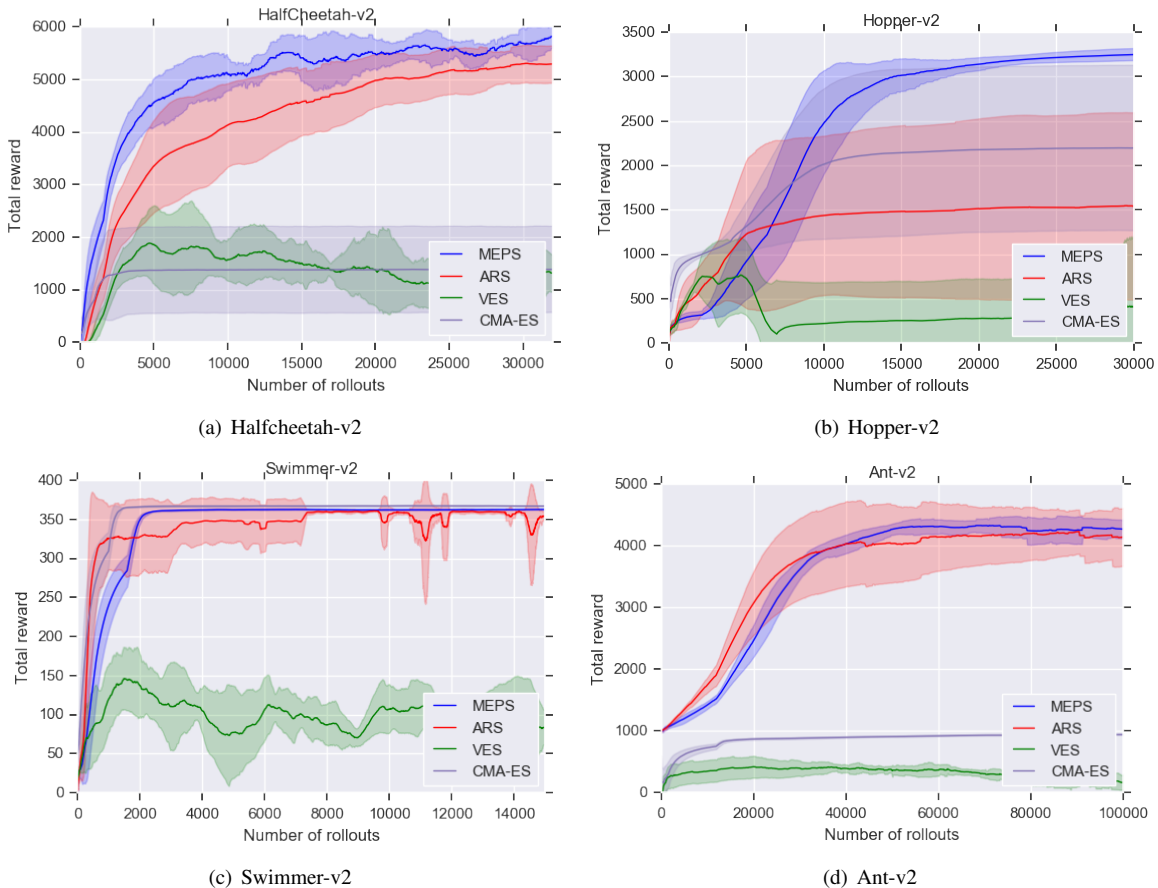 HalfCheetah-v2
6000
5000
4000
3000
2000
1000
0
Total reward
MEPS
ARS
VES
CMA-ES
0 5000 10000 15000 20000 25000 30000
Number of rollouts
(a) Halfcheetah-v2
Hopper-v2
3500
3000
2500
2000
1500
1000
500
0
Total reward
MEPS
ARS
VES
CMA-ES
0 5000 10000 15000 20000 25000 30000
Number of rollouts
(b) Hopper-v2
Swimmer-v2
400
350
300
250
200
150
100
50
0
Total reward
MEPS
ARS
VES
CMA-ES
0 2000 4000 6000 8000 10000 12000 14000
Number of rollouts
(c) Swimmer-v2
Ant-v2
5000
4000
3000
2000
1000
0
Total reward
MEPS
ARS
VES
CMA-ES
0 20000 40000 60000 80000 100000
Number of rollouts
(d) Ant-v2